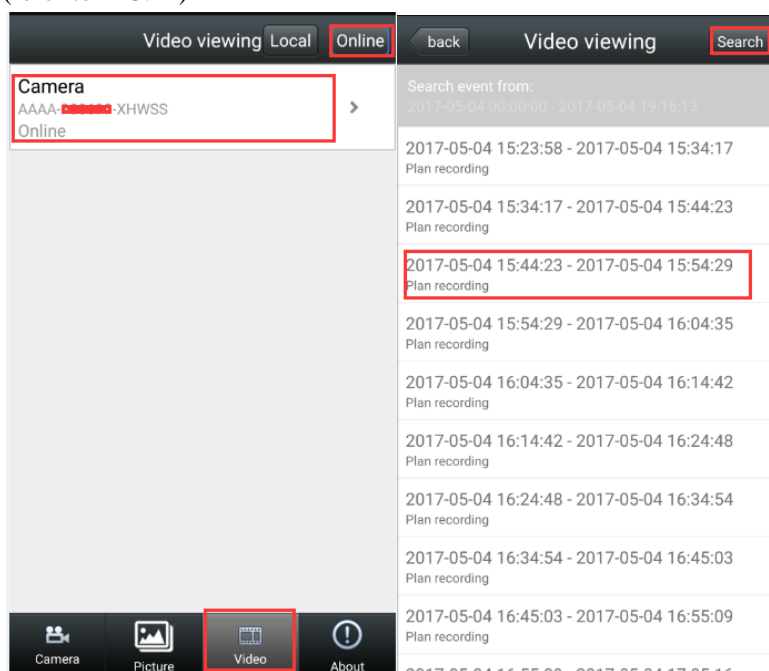 Video viewing Local Online
Camera
AAAA- -XHWSS
Online
Camera
Picture
Video
About
back Video viewing Search
Search event from:
2017-05-04 00:00:00 - 2017-05-04 19:16:13
2017-05-04 15:23:58 - 2017-05-04 15:34:17
Plan recording
2017-05-04 15:34:17 - 2017-05-04 15:44:23
Plan recording
2017-05-04 15:44:23 - 2017-05-04 15:54:29
Plan recording
2017-05-04 15:54:29 - 2017-05-04 16:04:35
Plan recording
2017-05-04 16:04:35 - 2017-05-04 16:14:42
Plan recording
2017-05-04 16:14:42 - 2017-05-04 16:24:48
Plan recording
2017-05-04 16:24:48 - 2017-05-04 16:34:54
Plan recording
2017-05-04 16:34:54 - 2017-05-04 16:45:03
Plan recording
2017-05-04 16:45:03 - 2017-05-04 16:55:09
Plan recording